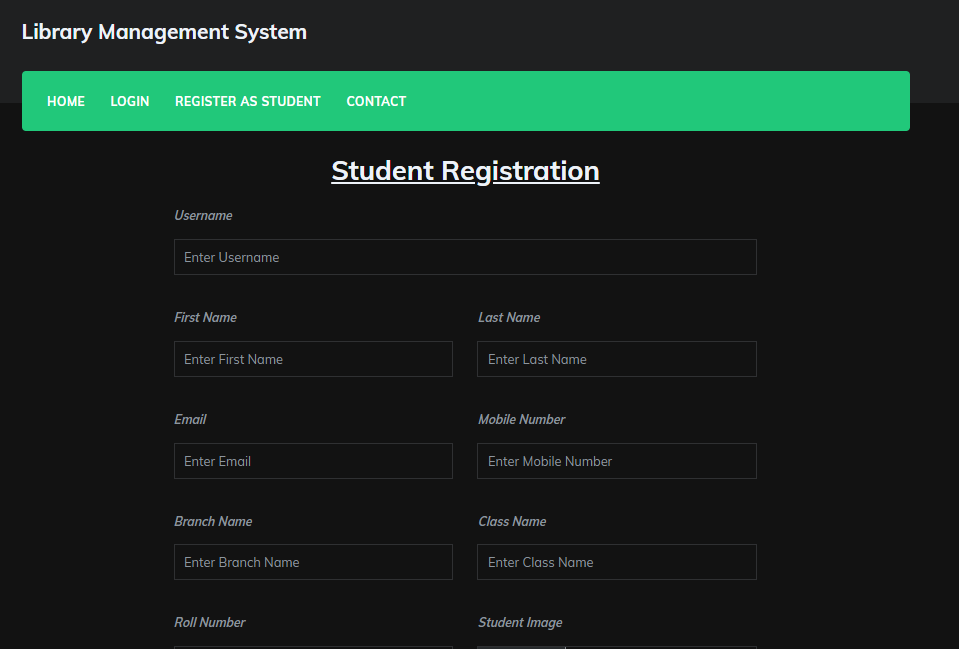 Library Management System
HOME LOGIN REGISTER AS STUDENT CONTACT
Student Registration
Username
Enter Username
First Name Last Name
Enter First Name Enter Last Name
Email Mobile Number
Enter Email Enter Mobile Number
Branch Name Class Name
Enter Branch Name Enter Class Name
Roll Number Student Image